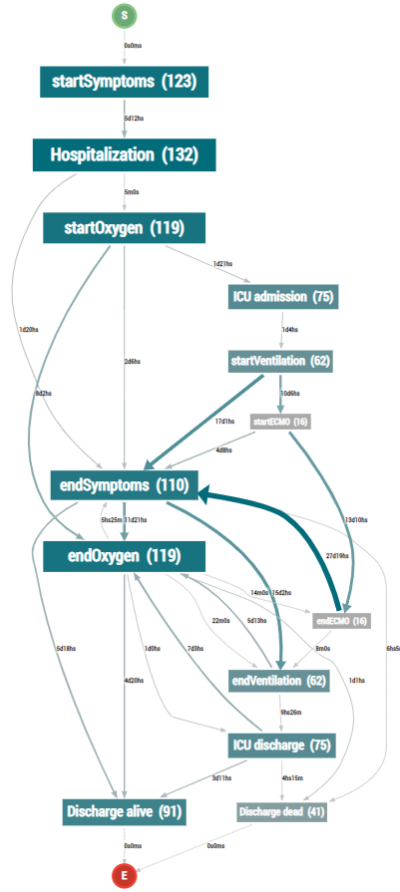 S
0s0ms
startSymptoms (123)
5d12hs
Hospitalization (132)
5m0s
startOxygen (119)
1d21hs
ICU admission (75)
1d20hs
1d4hs
2d6hs
startVentilation (62)
8d2hs
10d6hs
17d1hs
startECMO (16)
4d8hs
endSymptoms (110)
5hs25m 11d21hs
13d10hs
endOxygen (119)
27d19hs
14m0s 15d2hs
22m0s 5d13hs
endECMO (16)
5d18hs
1d0hs 7d3hs
8m0s
4d20hs
endVentilation (62)
1d1hs
9hs26m
ICU discharge (75)
3d11hs
4hs15m
Discharge alive (91)
Discharge dead (41)
0s0ms
0s0ms
E